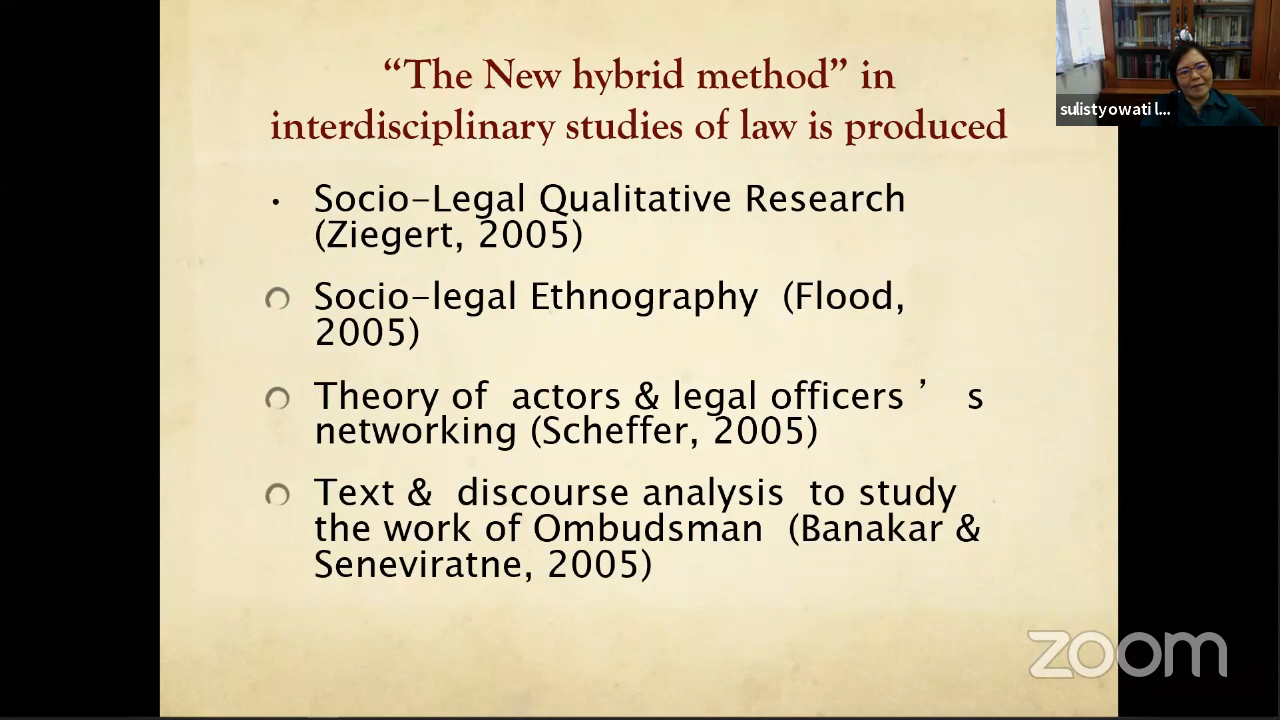 “The New hybrid method” in
interdisciplinary studies of law is produced
• Socio-Legal Qualitative Research
(Ziegert, 2005)
Socio-legal Ethnography (Flood,
2005)
Theory of actors & legal officers ’ s
networking (Scheffer, 2005)
Text & discourse analysis to study
the work of Ombudsman (Banakar &
Seneviratne, 2005)
sulistyowati l...
zoom